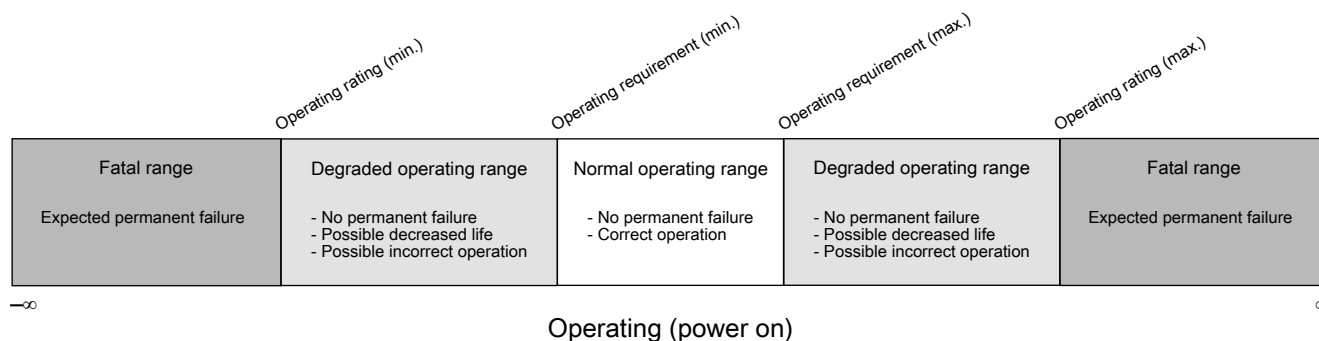 Operating rating (min.)
Operating requirement (min.)
Operating requirement (max.)
Operating rating (max.)
Fatal range
Degraded operating range
Normal operating range
Degraded operating range
Fatal range
Expected permanent failure
- No permanent failure
- Possible decreased life
- Possible incorrect operation
- No permanent failure
- Correct operation
- No permanent failure
- Possible decreased life
- Possible incorrect operation
Expected permanent failure
–∞
Operating (power on)